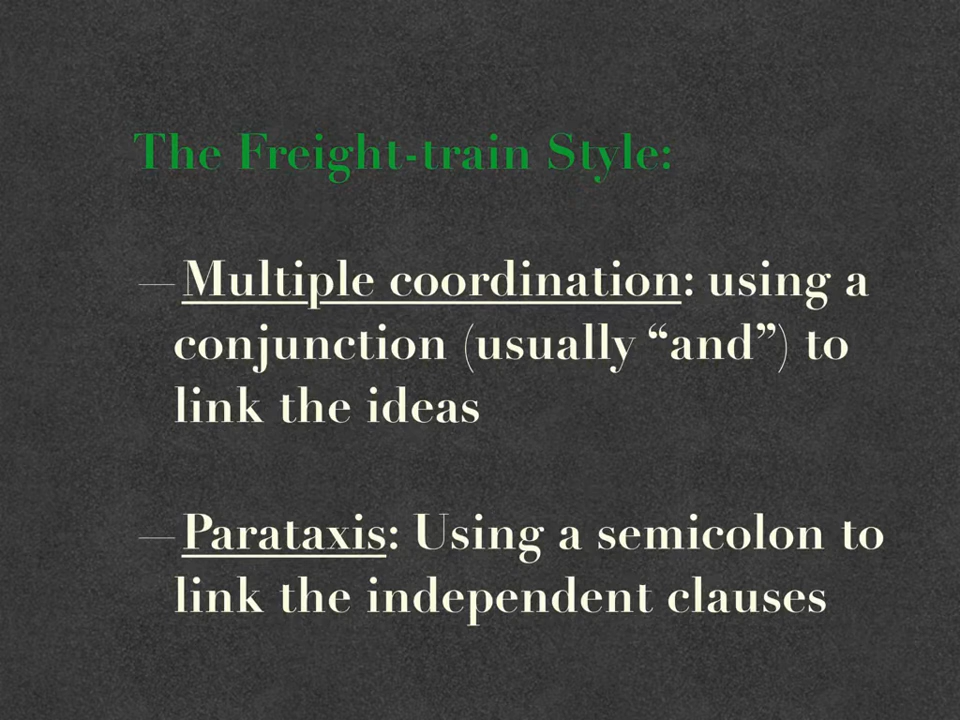 The Freight-train Style:
—Multiple coordination: using a
conjunction (usually “and”) to
link the ideas
—Parataxis: Using a semicolon to
link the independent clauses